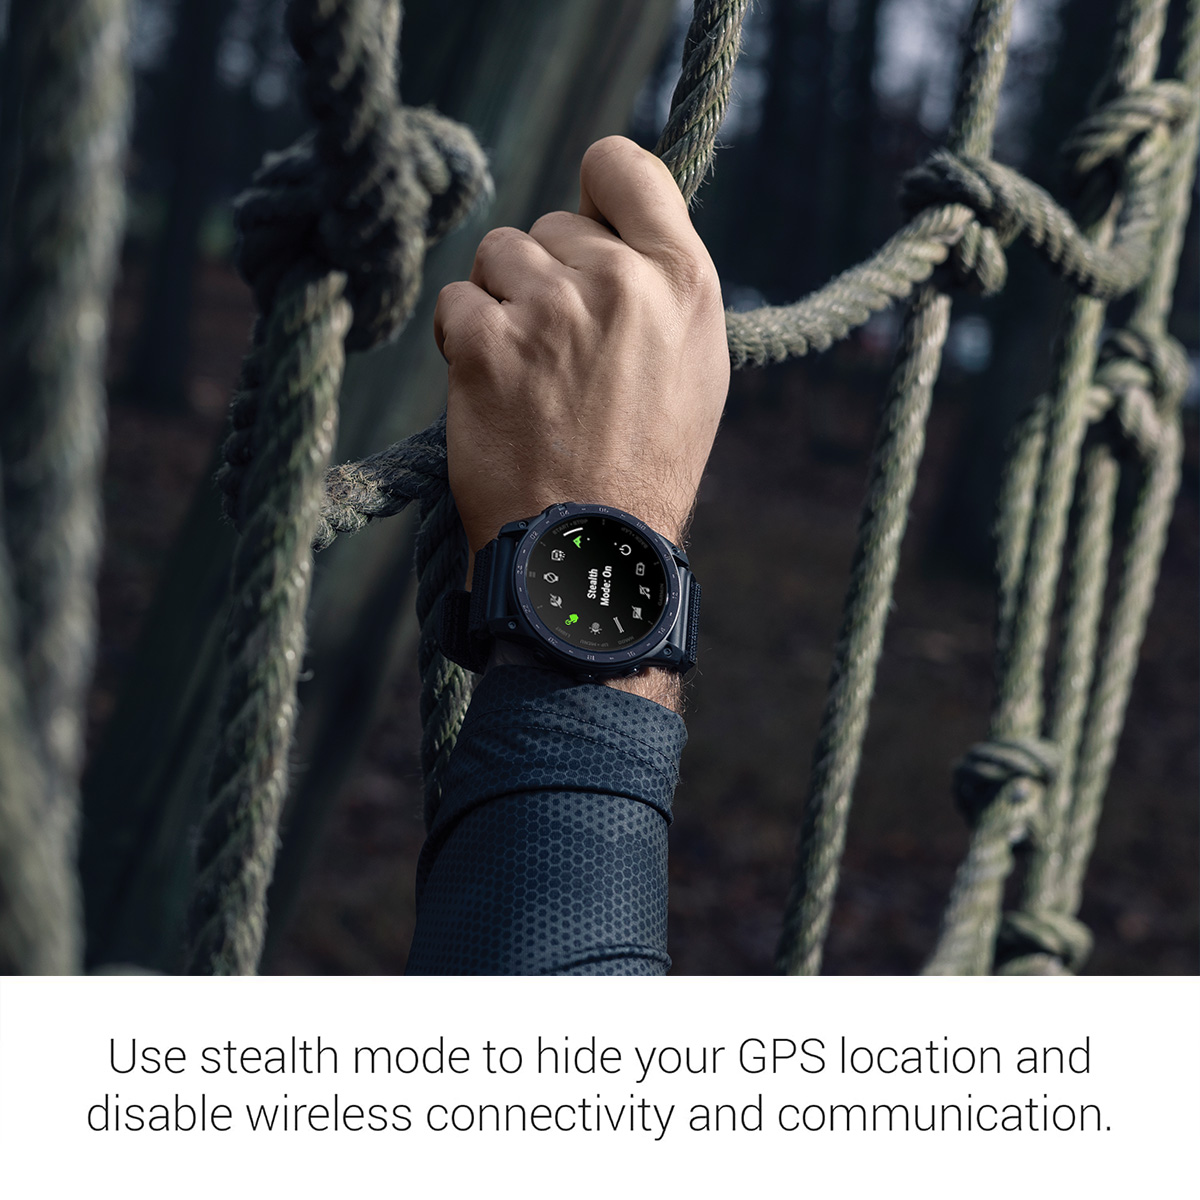 Stealth
Mode: On
Use stealth mode to hide your GPS location and
disable wireless connectivity and communication.